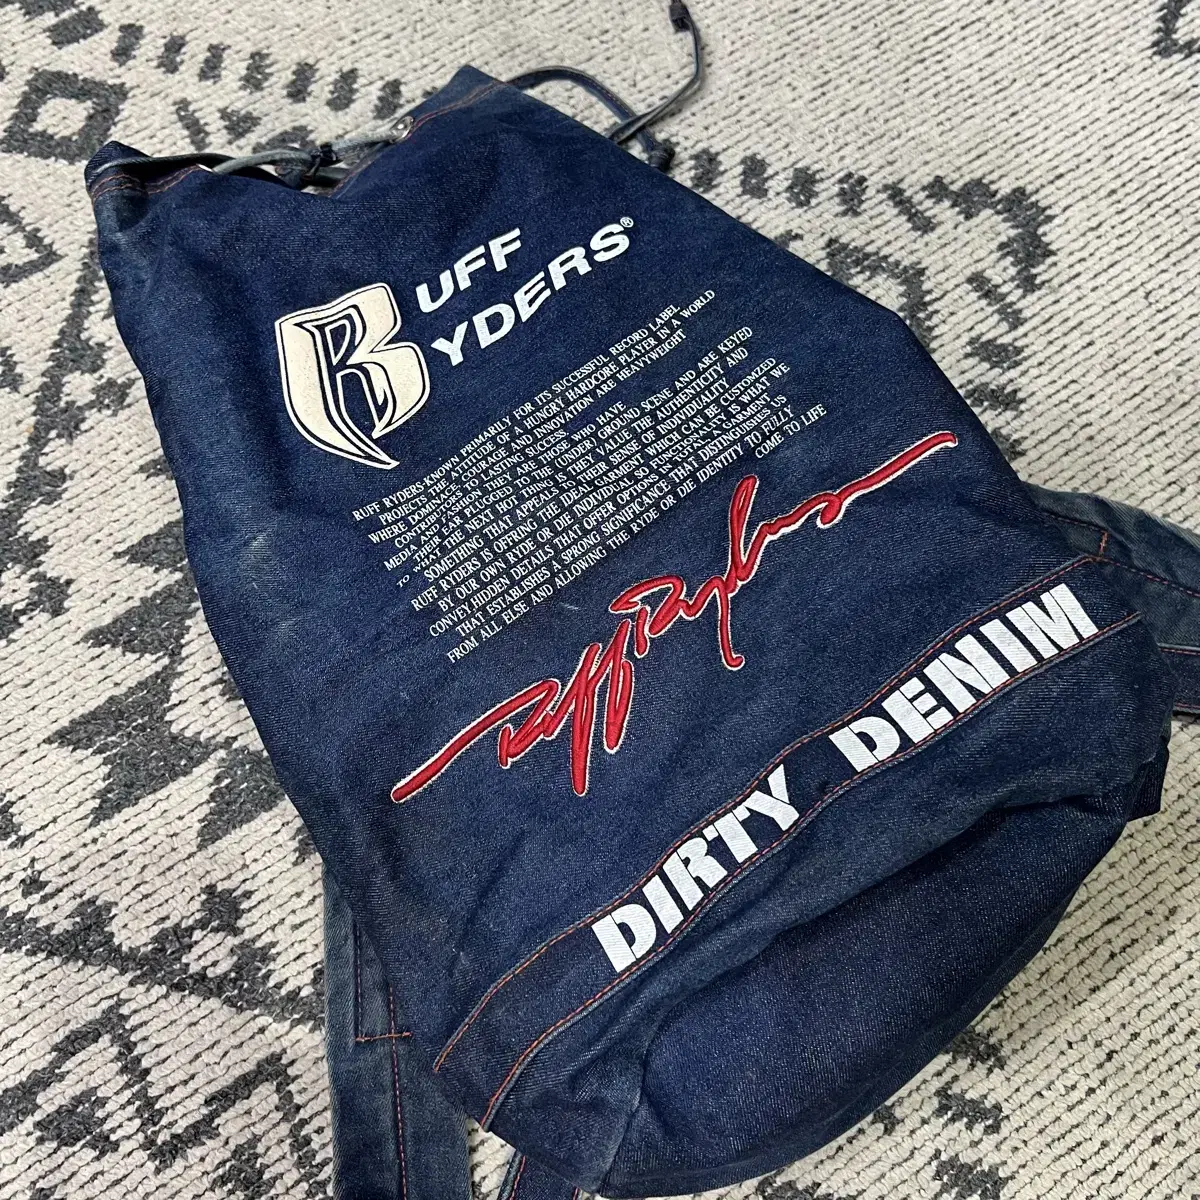 RUFF
RYDERS®
RUFF RYDERS-KNOWN PRIMARILY FOR ITS SUCCESSFUL RECORD LABEL
PROJECTS THE ATTITUDE OF A HUNGRY, HARDCORE PLAYER IN A WORLD
WHERE DOMINAGE, COURAGE AND INNOVATION ARE HEAVYWEIGHT
CONTRIBUTORS TO LASTING SUCCESS
MEDIA AND FASHION THEY ARE THOSE WHO HAVE
THEIR EAR PLUGGED TO THE (UNDER) GROUND SCENE AND ARE KEYED
TO WHAT THE NEXT HOT THING IS THEY VALUE THE AUTHENTICITY AND
SOMETHING THAT APPEALS TO THEIR SENSE OF INDIVIDUALITY
RUFF RYDERS IS OFFRING THE IDEAL GARMENT WHICH CAN BE CUSTOMZED
BY OUR OWN RYDE OR DIE INDIVIDUAL SO FUNCTIONALITY IS WHAT WE
CONVEY.HIDDEN DETAILS THAT OFFER OPTIONS IN USING A GARMENT
THAT ESTABLISHES A SPRONG SIGNIFICANCE THAT DISTINGUISHES US
FROM ALL ELSE AND ALLOWING THE RYDE OR DIE IDENTITY TO FULLY
COME TO LIFE
Ruff Ryders
DIRTY DENIM